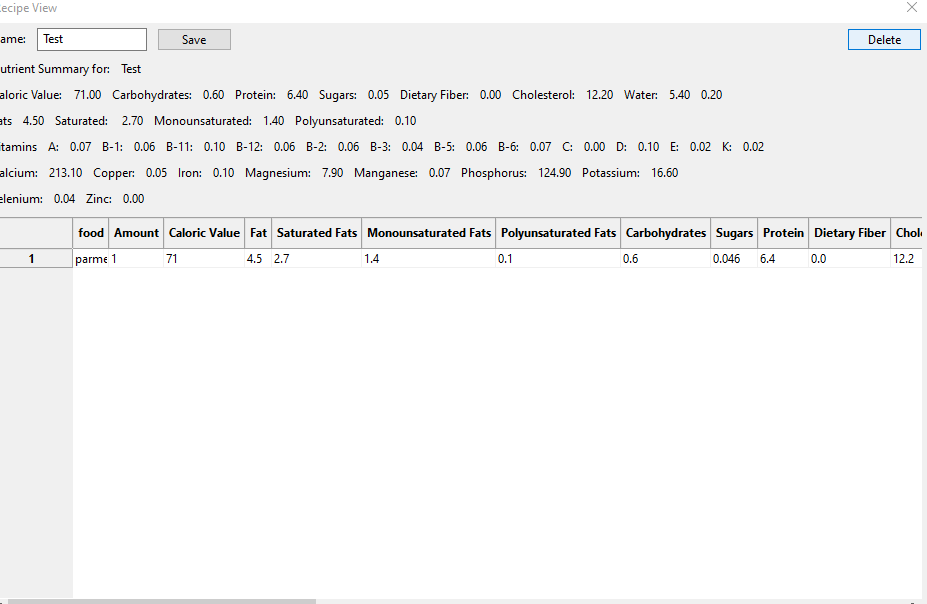 ecipe View
ame: Test Save Delete
utrient Summary for: Test
aloric Value: 71.00 Carbohydrates: 0.60 Protein: 6.40 Sugars: 0.05 Dietary Fiber: 0.00 Cholesterol: 12.20 Water: 5.40 0.20
ats 4.50 Saturated: 2.70 Monounsaturated: 1.40 Polyunsaturated: 0.10
itamins A: 0.07 B-1: 0.06 B-11: 0.10 B-12: 0.06 B-2: 0.06 B-3: 0.04 B-5: 0.06 B-6: 0.07 C: 0.00 D: 0.10 E: 0.02 K: 0.02
alcium: 213.10 Copper: 0.05 Iron: 0.10 Magnesium: 7.90 Manganese: 0.07 Phosphorus: 124.90 Potassium: 16.60
elenium: 0.04 Zinc: 0.00
food Amount Caloric Value Fat Saturated Fats Monounsaturated Fats Polyunsaturated Fats Carbohydrates Sugars Protein Dietary Fiber Chol
1 parme 1 71 4.5 2.7 1.4 0.1 0.6 0.046 6.4 0.0 12.2